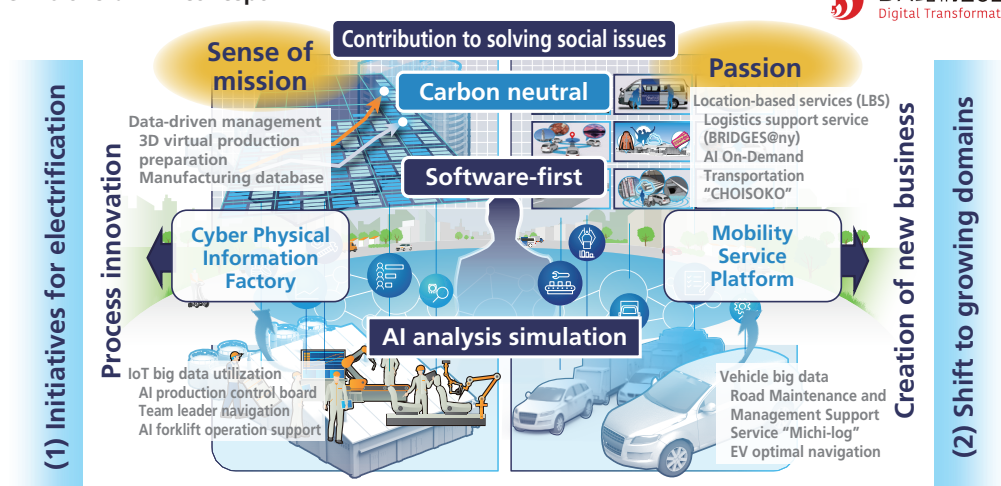 Contribution to solving social issues
Sense of
mission
Passion
Carbon neutral
Digital Transformat
Data-driven management
3D virtual production
preparation
Manufacturing database
Location-based services (LBS)
Logistics support service
(BRIDGES@ny)
AI On-Demand
Transportation
“CHOISOKO”
Software-first
(1) Initiatives for electrification
Process innovation
Cyber Physical
Information
Factory
Mobility
Service
Platform
Creation of new business
(2) Shift to growing domains
AI analysis simulation
IoT big data utilization
AI production control board
Team leader navigation
AI forklift operation support
Vehicle big data
Road Maintenance and
Management Support
Service “Michi-log”
EV optimal navigation